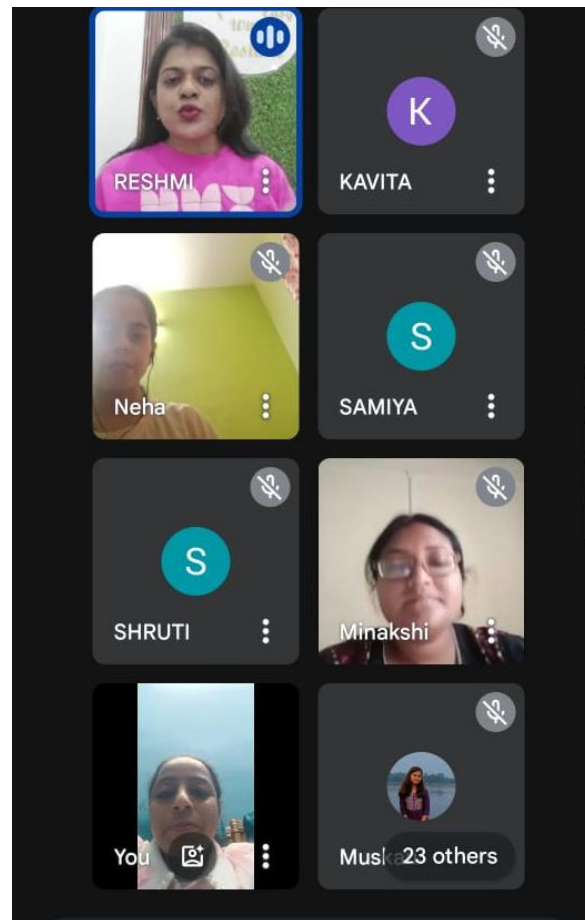 RESHMI
K
KAVITA
Neha
S
SAMIYA
S
SHRUTI
Minakshi
You
23 others